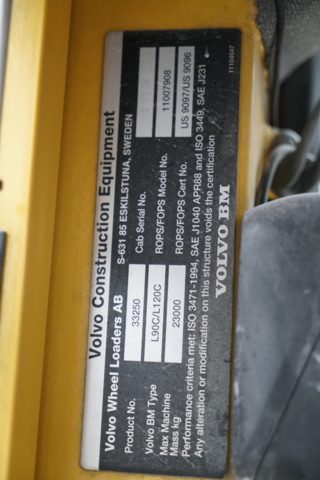 Volvo Construction Equipment
Volvo Wheel Loaders AB S-631 85 ESKILSTUNA, SWEDEN
Product No. 33250 Cab Serial No.
Volvo BM Type L90C/L120C ROPS/FOPS Model No. 11007908
Max Machine
Mass kg 23000 ROPS/FOPS Cert No. US 9097/US 9096
Performance criteria met: ISO 3471-1994, SAE J1040 APR88 and ISO 3449, SAE J231
Any alteration or modification on this structure voids the certification
VOLVO BM